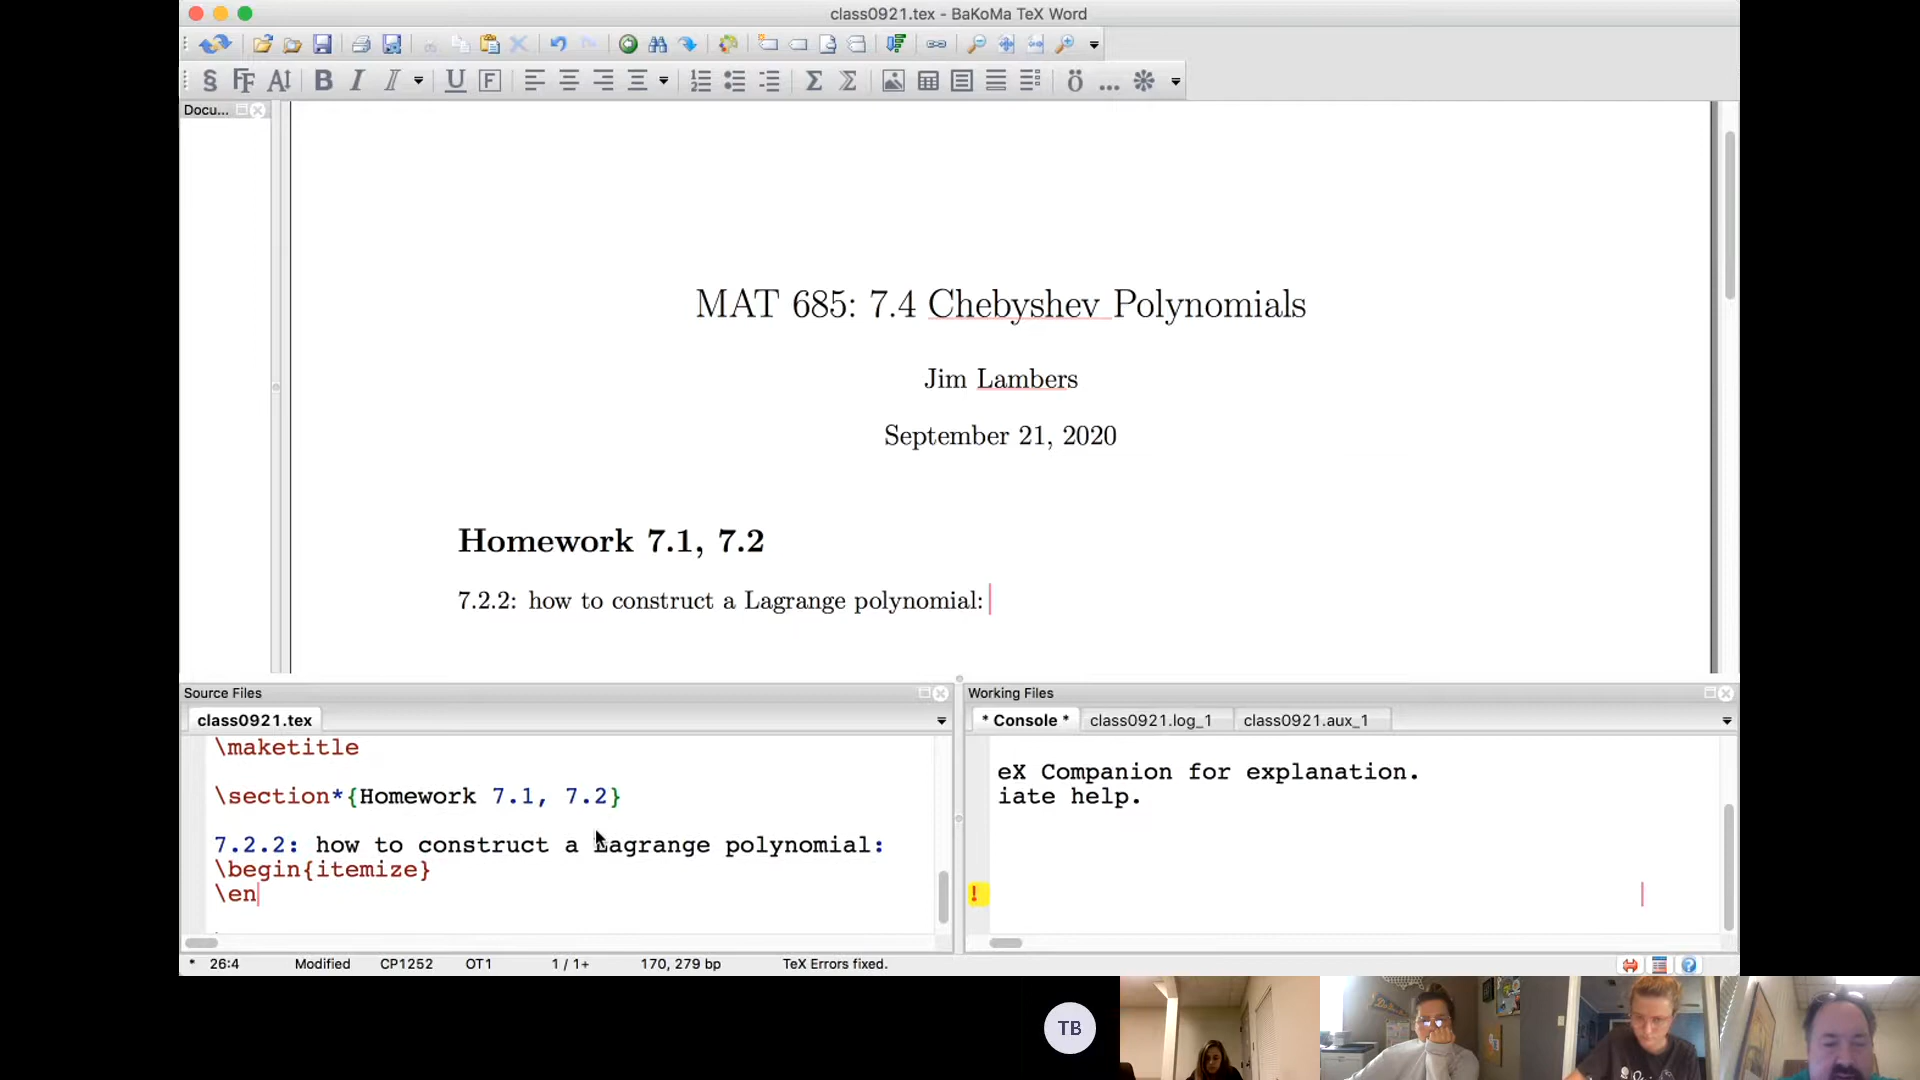 class0921.tex - BaKoMa TeX Word
§ FF A B I I U F Σ Σ Ö ...
Docu...
MAT 685: 7.4 Chebyshev Polynomials
Jim Lambers
September 21, 2020
Homework 7.1, 7.2
7.2.2: how to construct a Lagrange polynomial:
Source Files
Working Files
class0921.tex
* Console * class0921.log_1 class0921.aux_1
\maketitle
\section*{Homework 7.1, 7.2}
7.2.2: how to construct a Lagrange polynomial:
\begin{itemize}
\en
eX Companion for explanation.
iate help.
!
* 26:4 Modified CP1252 OT1 1 / 1+ 170, 279 bp TeX Errors fixed.
TB